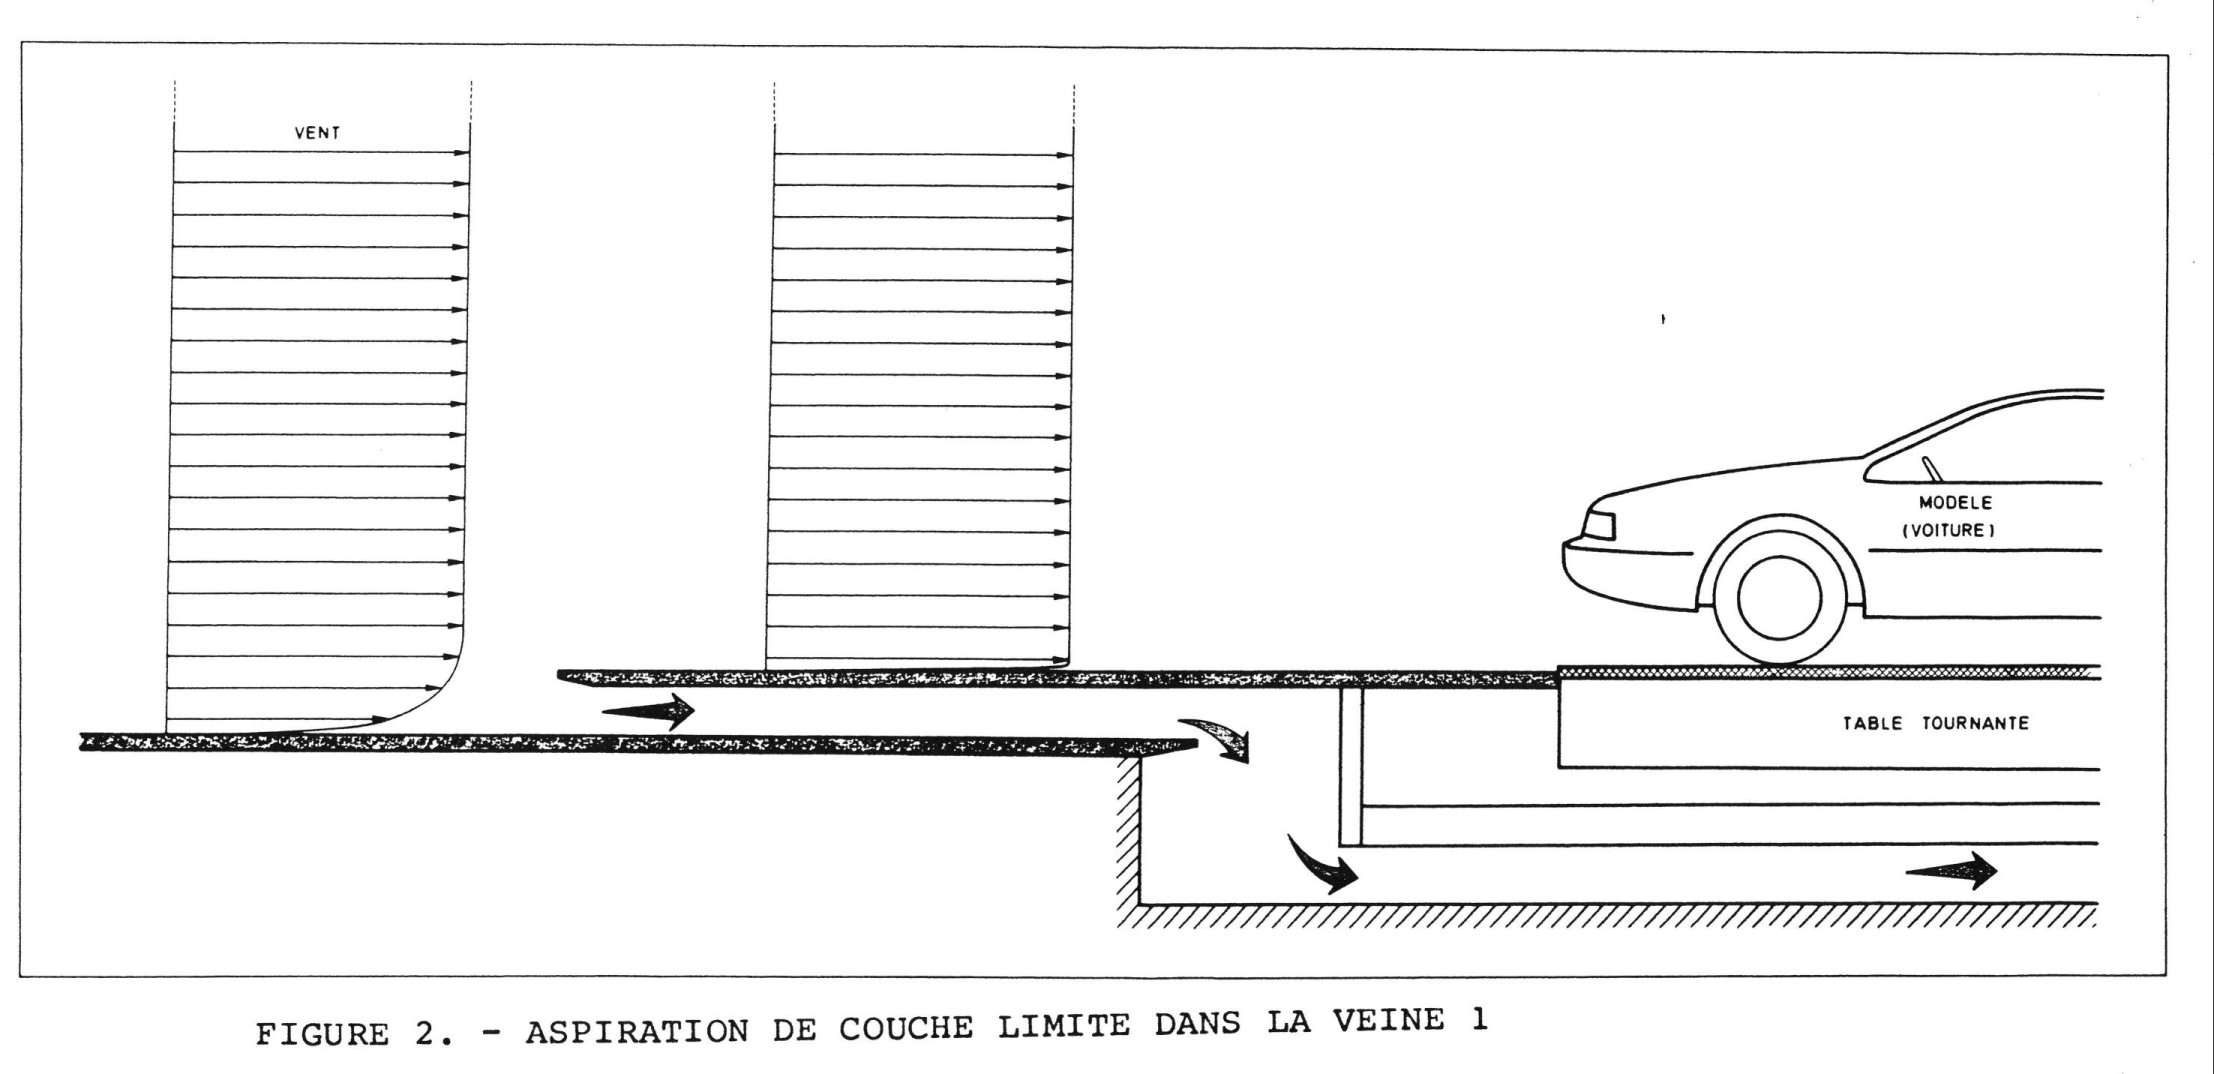 VENT
MODELE
(VOITURE)
TABLE TOURNANTE
FIGURE 2. - ASPIRATION DE COUCHE LIMITE DANS LA VEINE 1